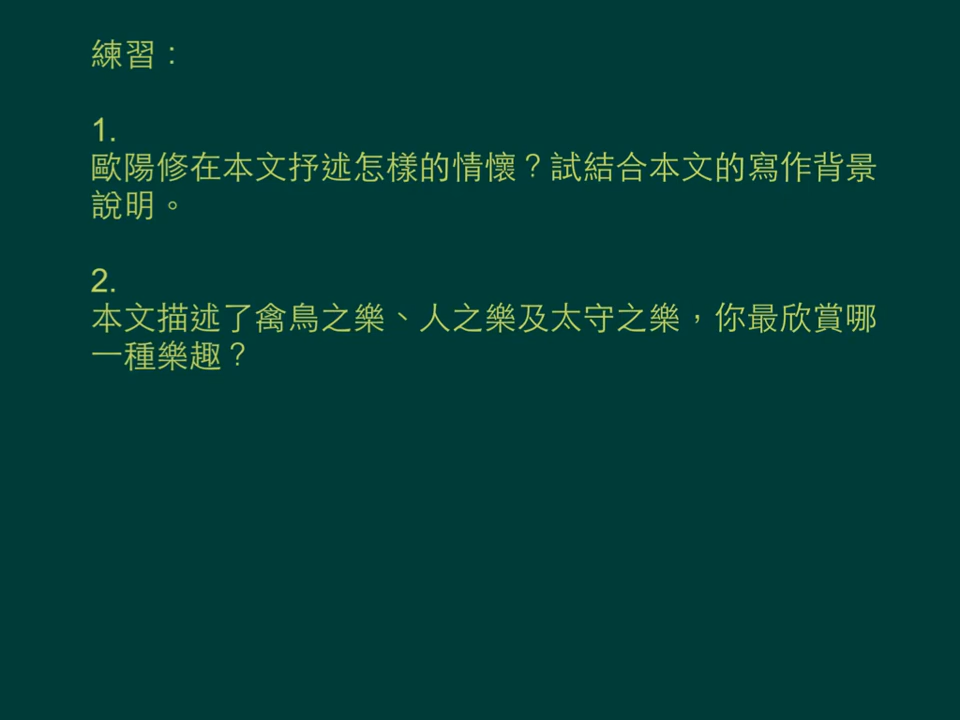 練習：
1.
歐陽修在本文抒述怎樣的情懷？試結合本文的寫作背景
說明。
2.
本文描述了禽鳥之樂、人之樂及太守之樂，你最欣賞哪
一種樂趣？